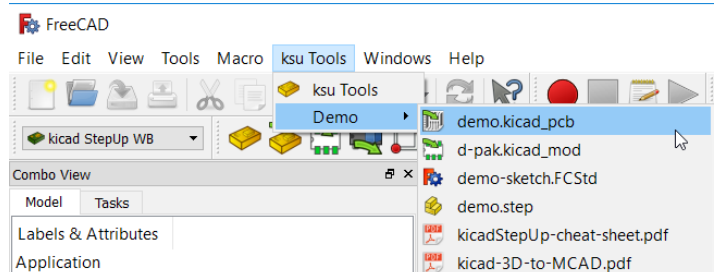 FreeCAD
File Edit View Tools Macro ksu Tools Windows Help
ksu Tools
Demo
demo.kicad_pcb
kicad StepUp WB
d-pak.kicad_mod
Combo View
demo-sketch.FCStd
Model Tasks
demo.step
Labels & Attributes
kicadStepUp-cheat-sheet.pdf
Application
kicad-3D-to-MCAD.pdf